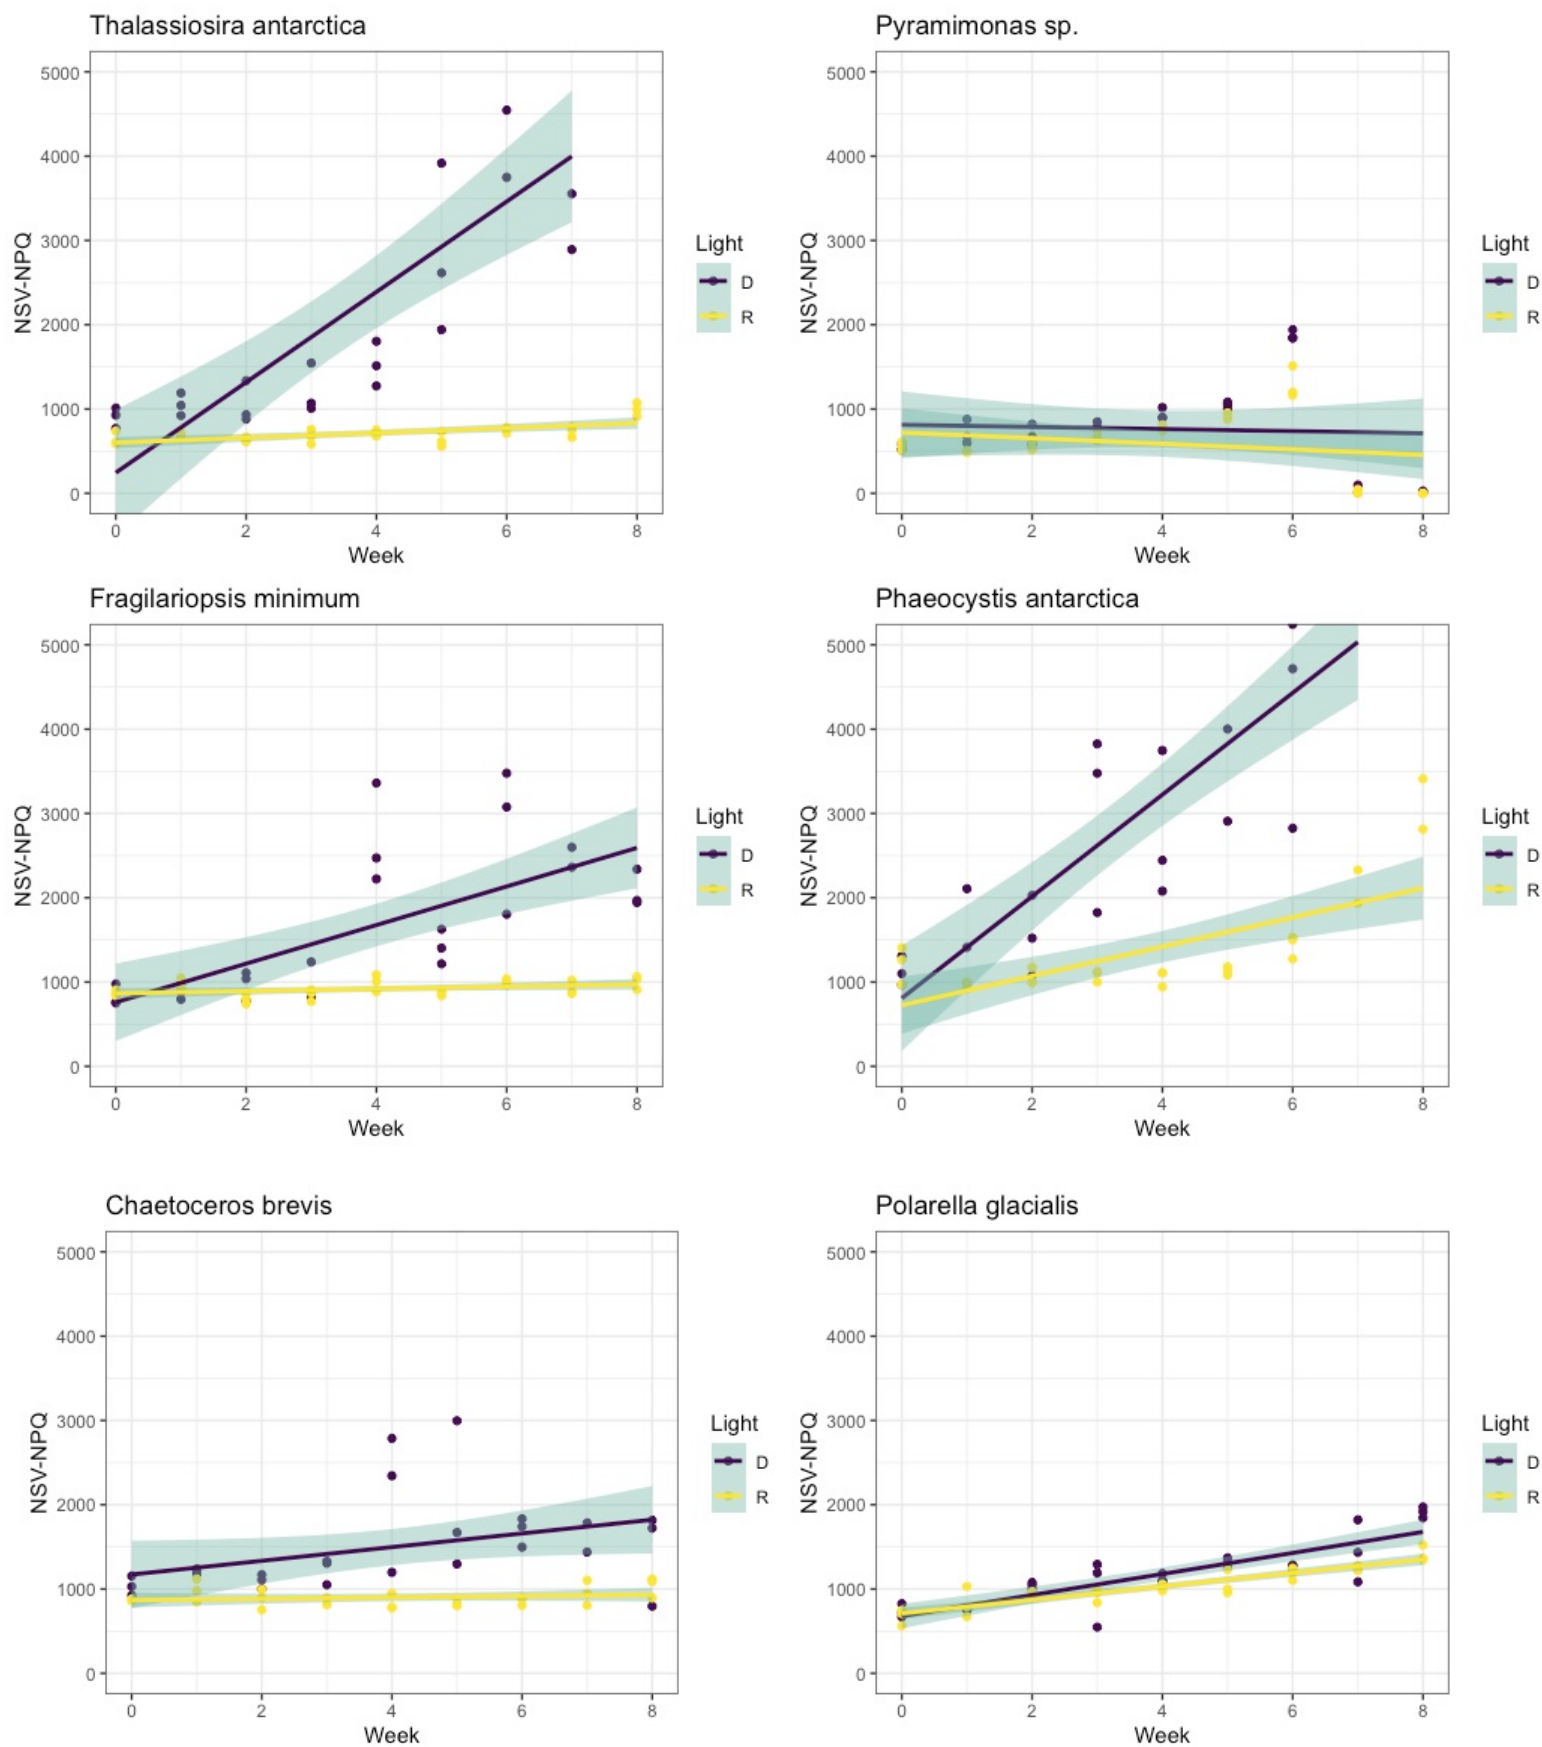 Thalassiosira antarctica
5000
4000
3000
2000
1000
0
NSV-NPQ
0 2 4 6 8
Week
Light
D
R
Pyramimonas sp.
5000
4000
3000
2000
1000
0
NSV-NPQ
0 2 4 6 8
Week
Light
D
R
Fragilariopsis minimum
5000
4000
3000
2000
1000
0
NSV-NPQ
0 2 4 6 8
Week
Light
D
R
Phaeocystis antarctica
5000
4000
3000
2000
1000
0
NSV-NPQ
0 2 4 6 8
Week
Light
D
R
Chaetoceros brevis
5000
4000
3000
2000
1000
0
NSV-NPQ
0 2 4 6 8
Week
Light
D
R
Polarella glacialis
5000
4000
3000
2000
1000
0
NSV-NPQ
0 2 4 6 8
Week
Light
D
R